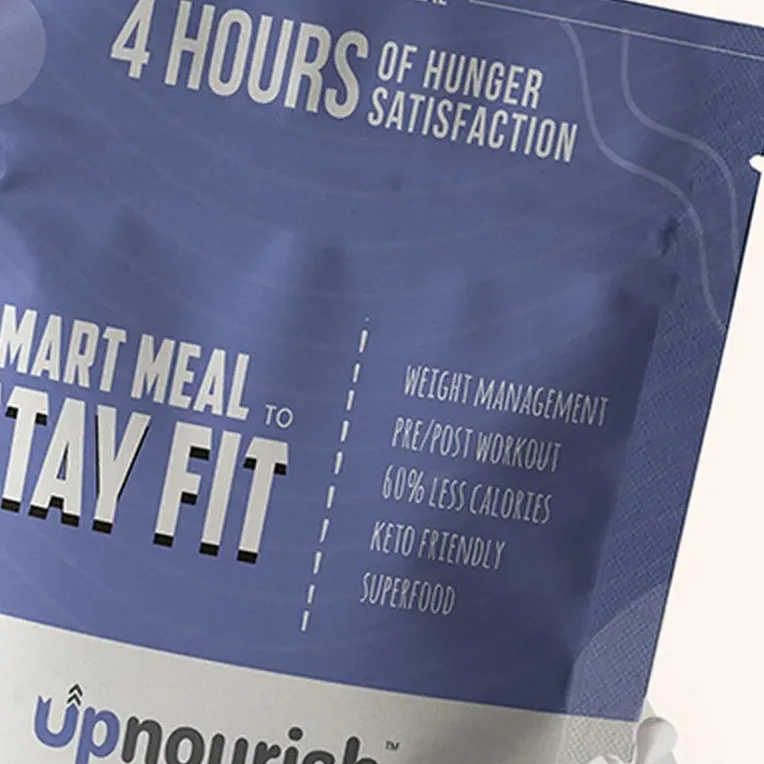 4 HOURS
OF HUNGER
SATISFACTION
MART MEAL TO
TAY FIT
WEIGHT MANAGEMENT
PRE/POST WORKOUT
60% LESS CALORIES
KETO FRIENDLY
SUPERFOOD
upnourish™